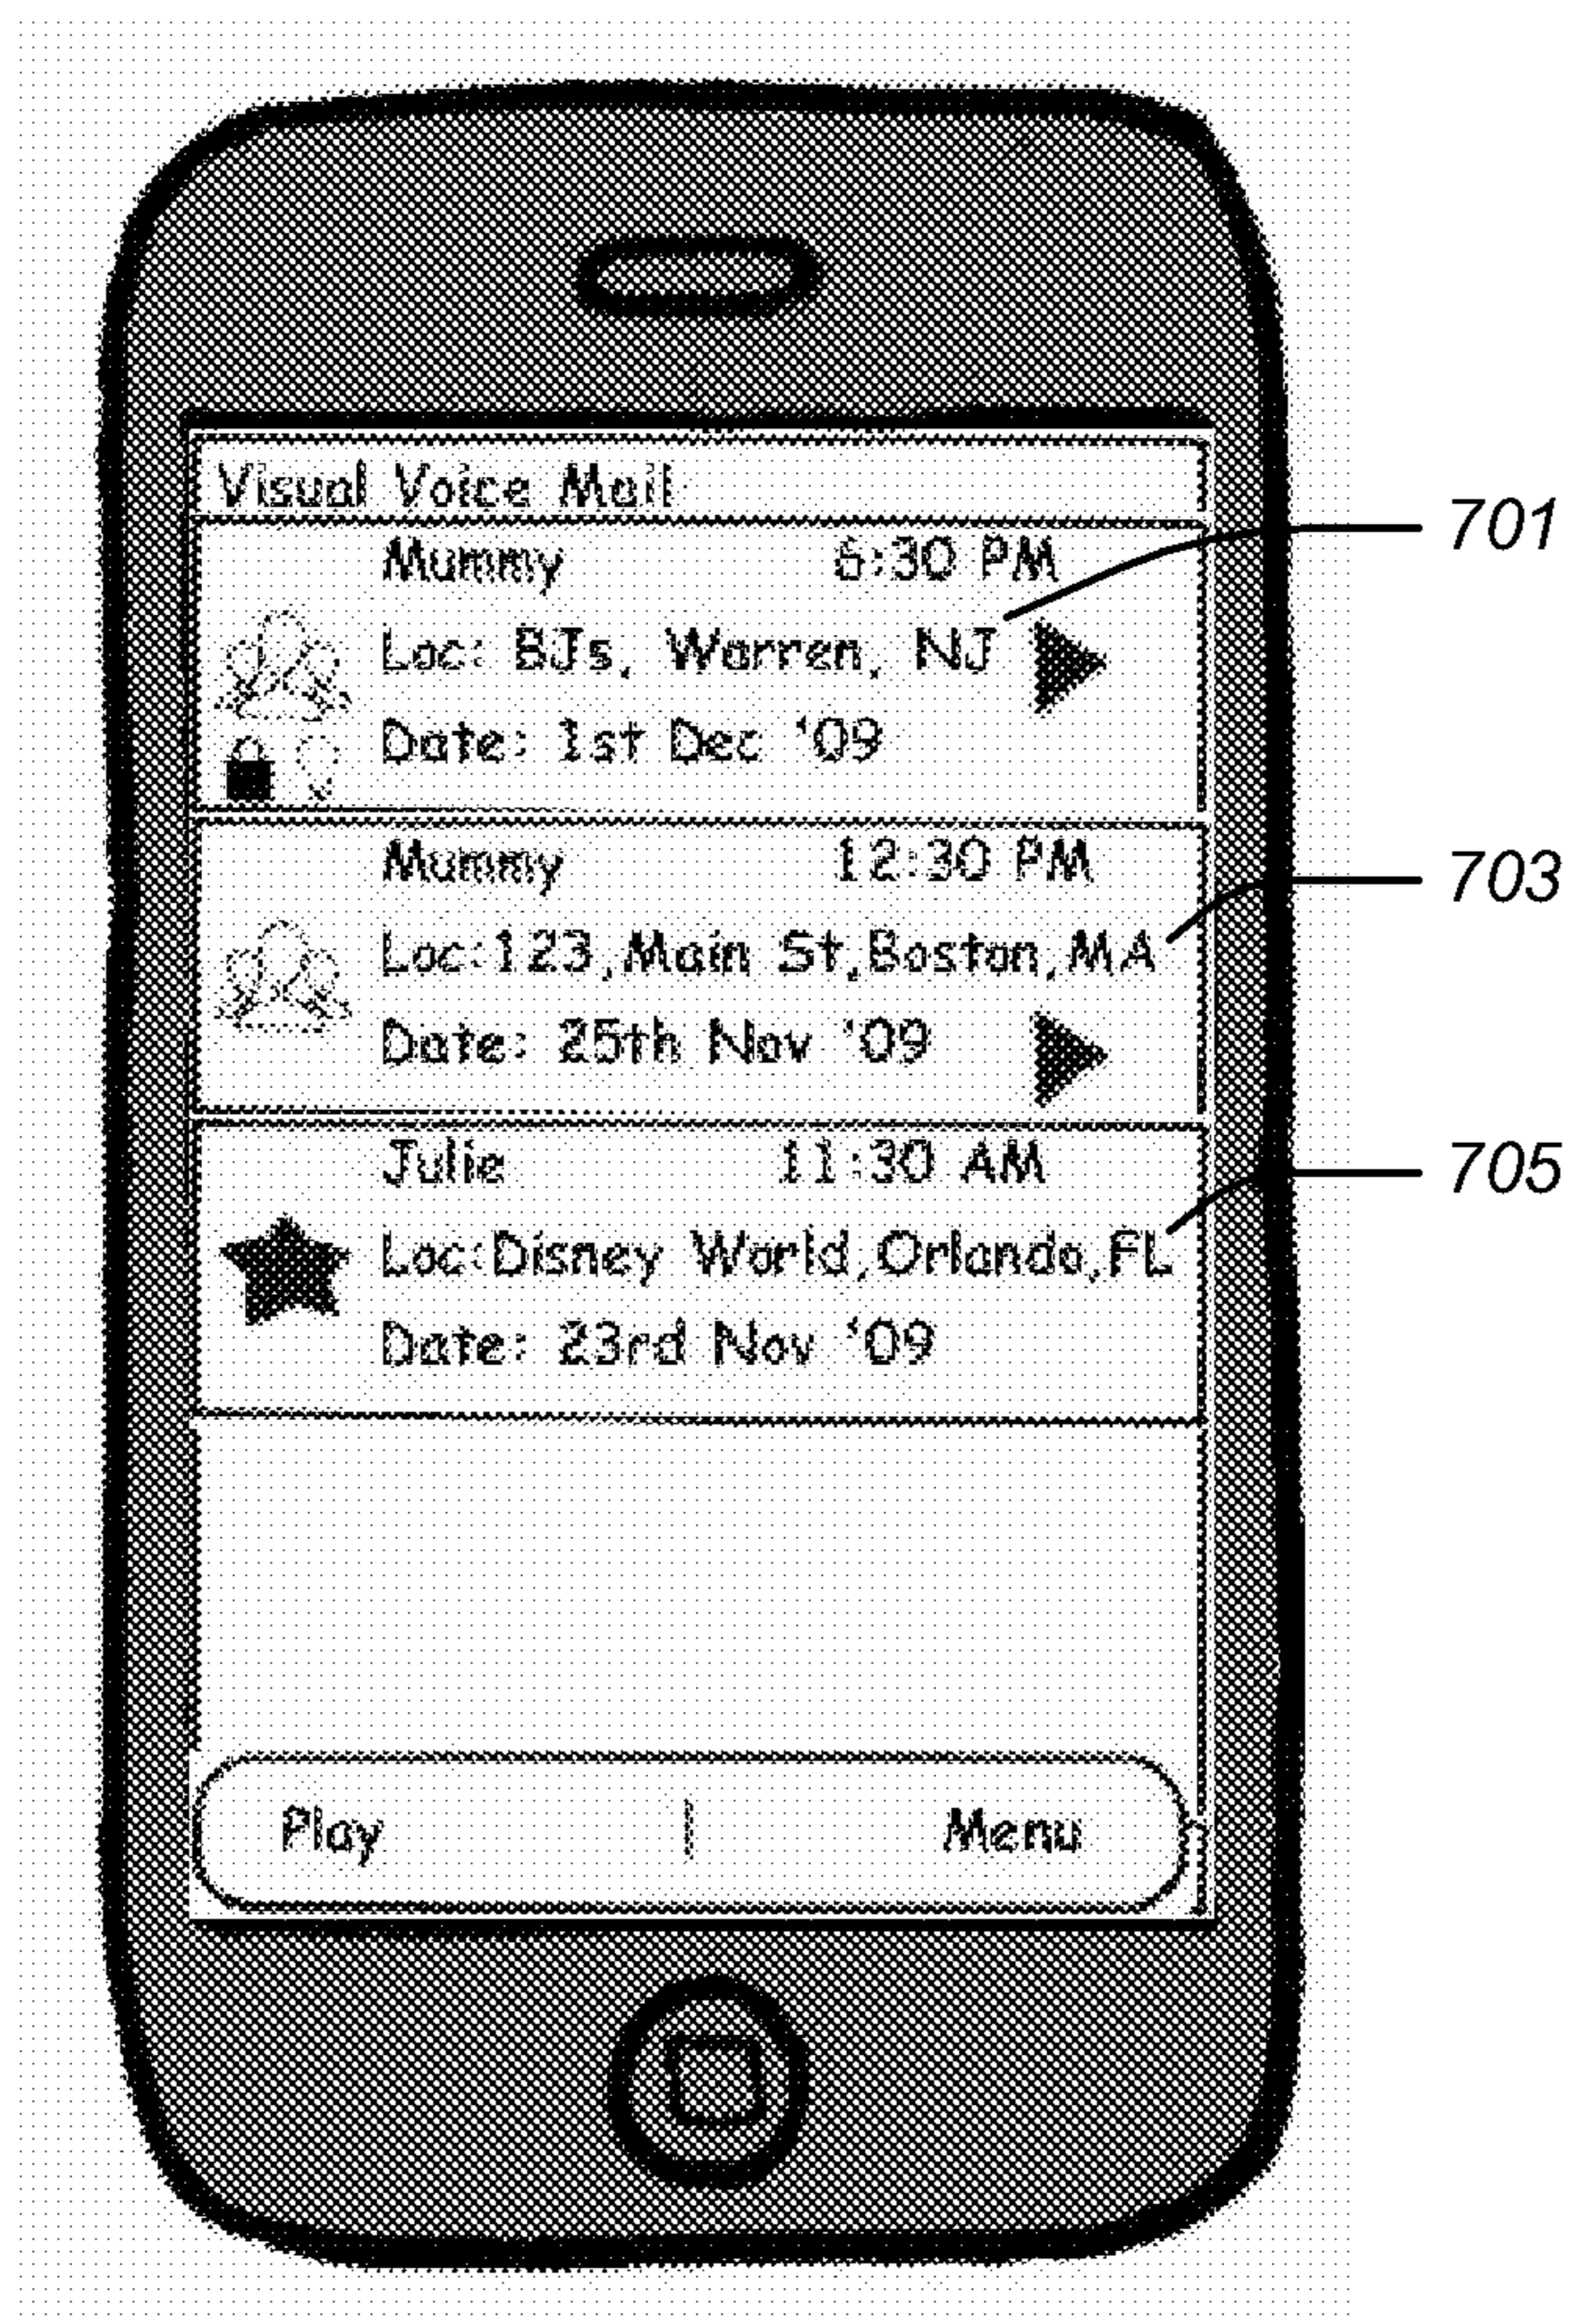 Visual Voice Mail
Mummy 6:30 PM
701
Loc: BJs, Warren, NJ
Date: 1st Dec '09
Mummy 12:30 PM
703
Loc:123,Main St,Boston,MA
Date: 25th Nov '09
Julie 11:30 AM
705
Loc:Disney World,Orlando,FL
Date: 23rd Nov '09
Play | Menu